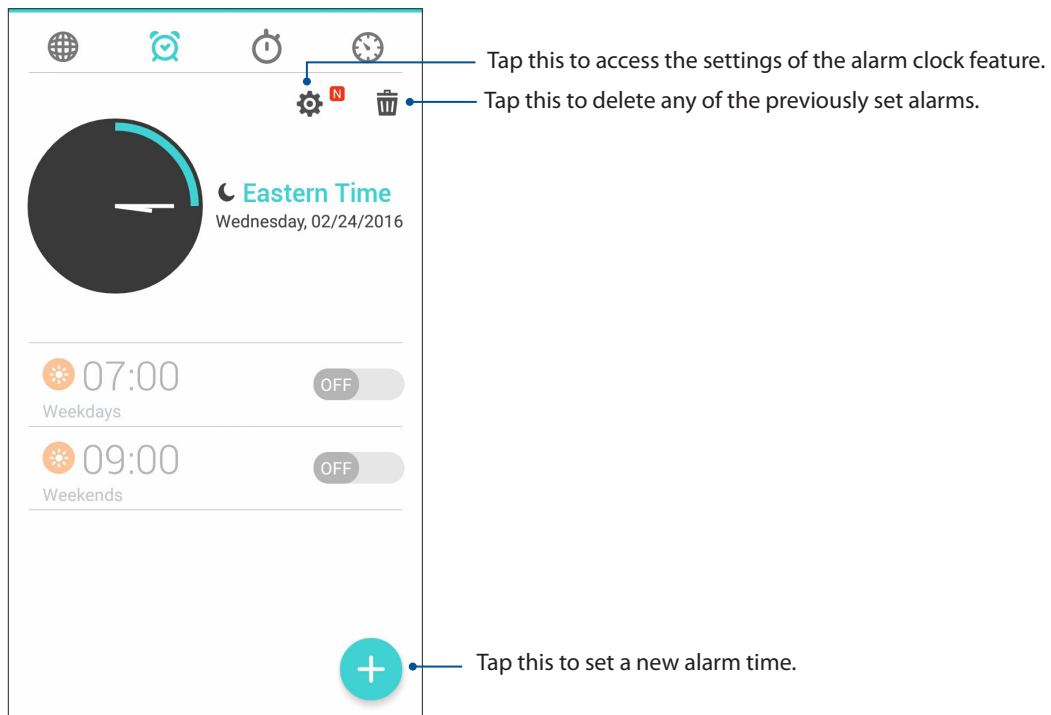 Tap this to access the settings of the alarm clock feature.
N
Tap this to delete any of the previously set alarms.
Eastern Time
Wednesday, 02/24/2016
07:00
OFF
Weekdays
09:00
OFF
Weekends
Tap this to set a new alarm time.